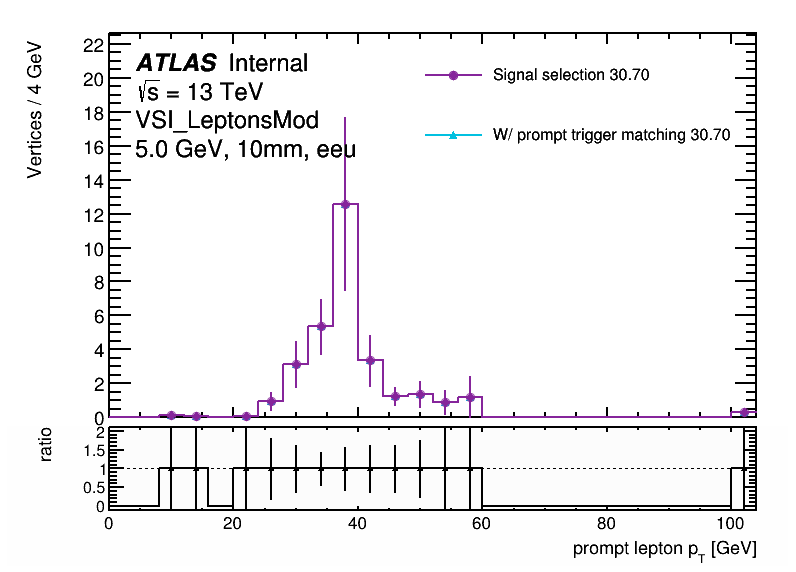 Vertices / 4 GeV
22
20
18
16
14
12
10
8
6
4
2
0
ATLAS Internal
√s = 13 TeV
VSI_LeptonsMod
5.0 GeV, 10mm, eeu
Signal selection 30.70
W/ prompt trigger matching 30.70
ratio
2
1.5
1
0.5
0
0 20 40 60 80 100
prompt lepton p_T [GeV]